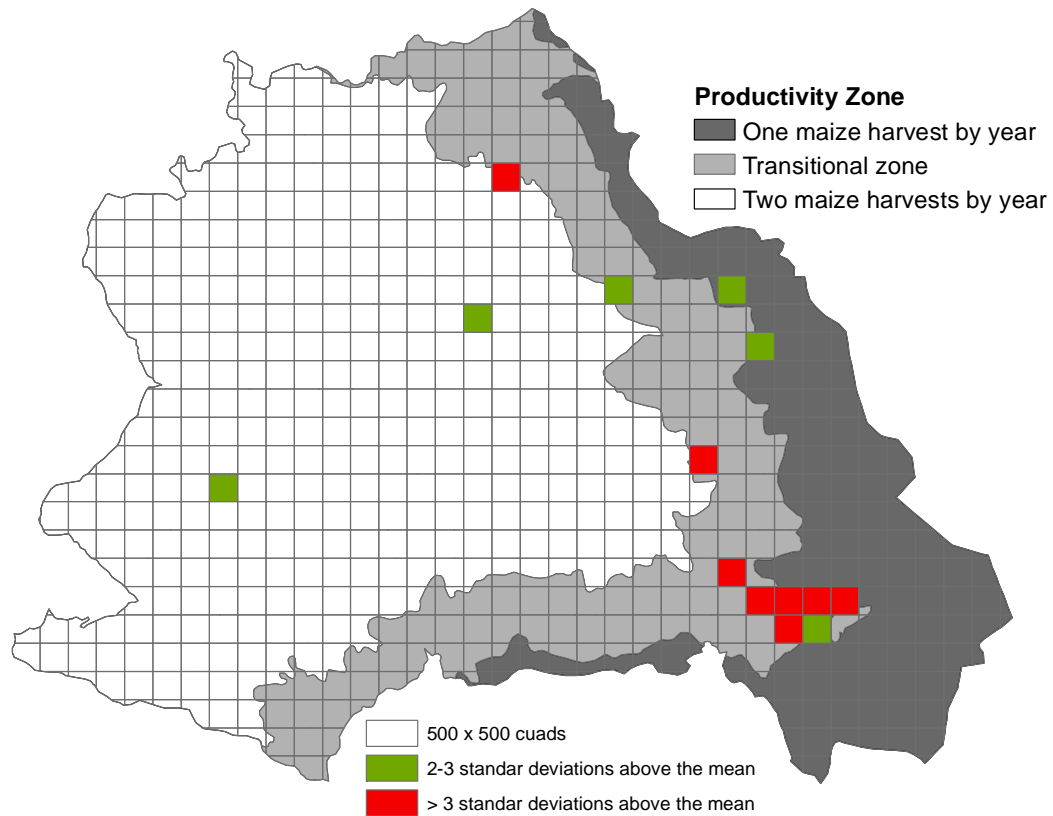 Productivity Zone
One maize harvest by year
Transitional zone
Two maize harvests by year
500 x 500 cuads
2-3 standar deviations above the mean
> 3 standar deviations above the mean